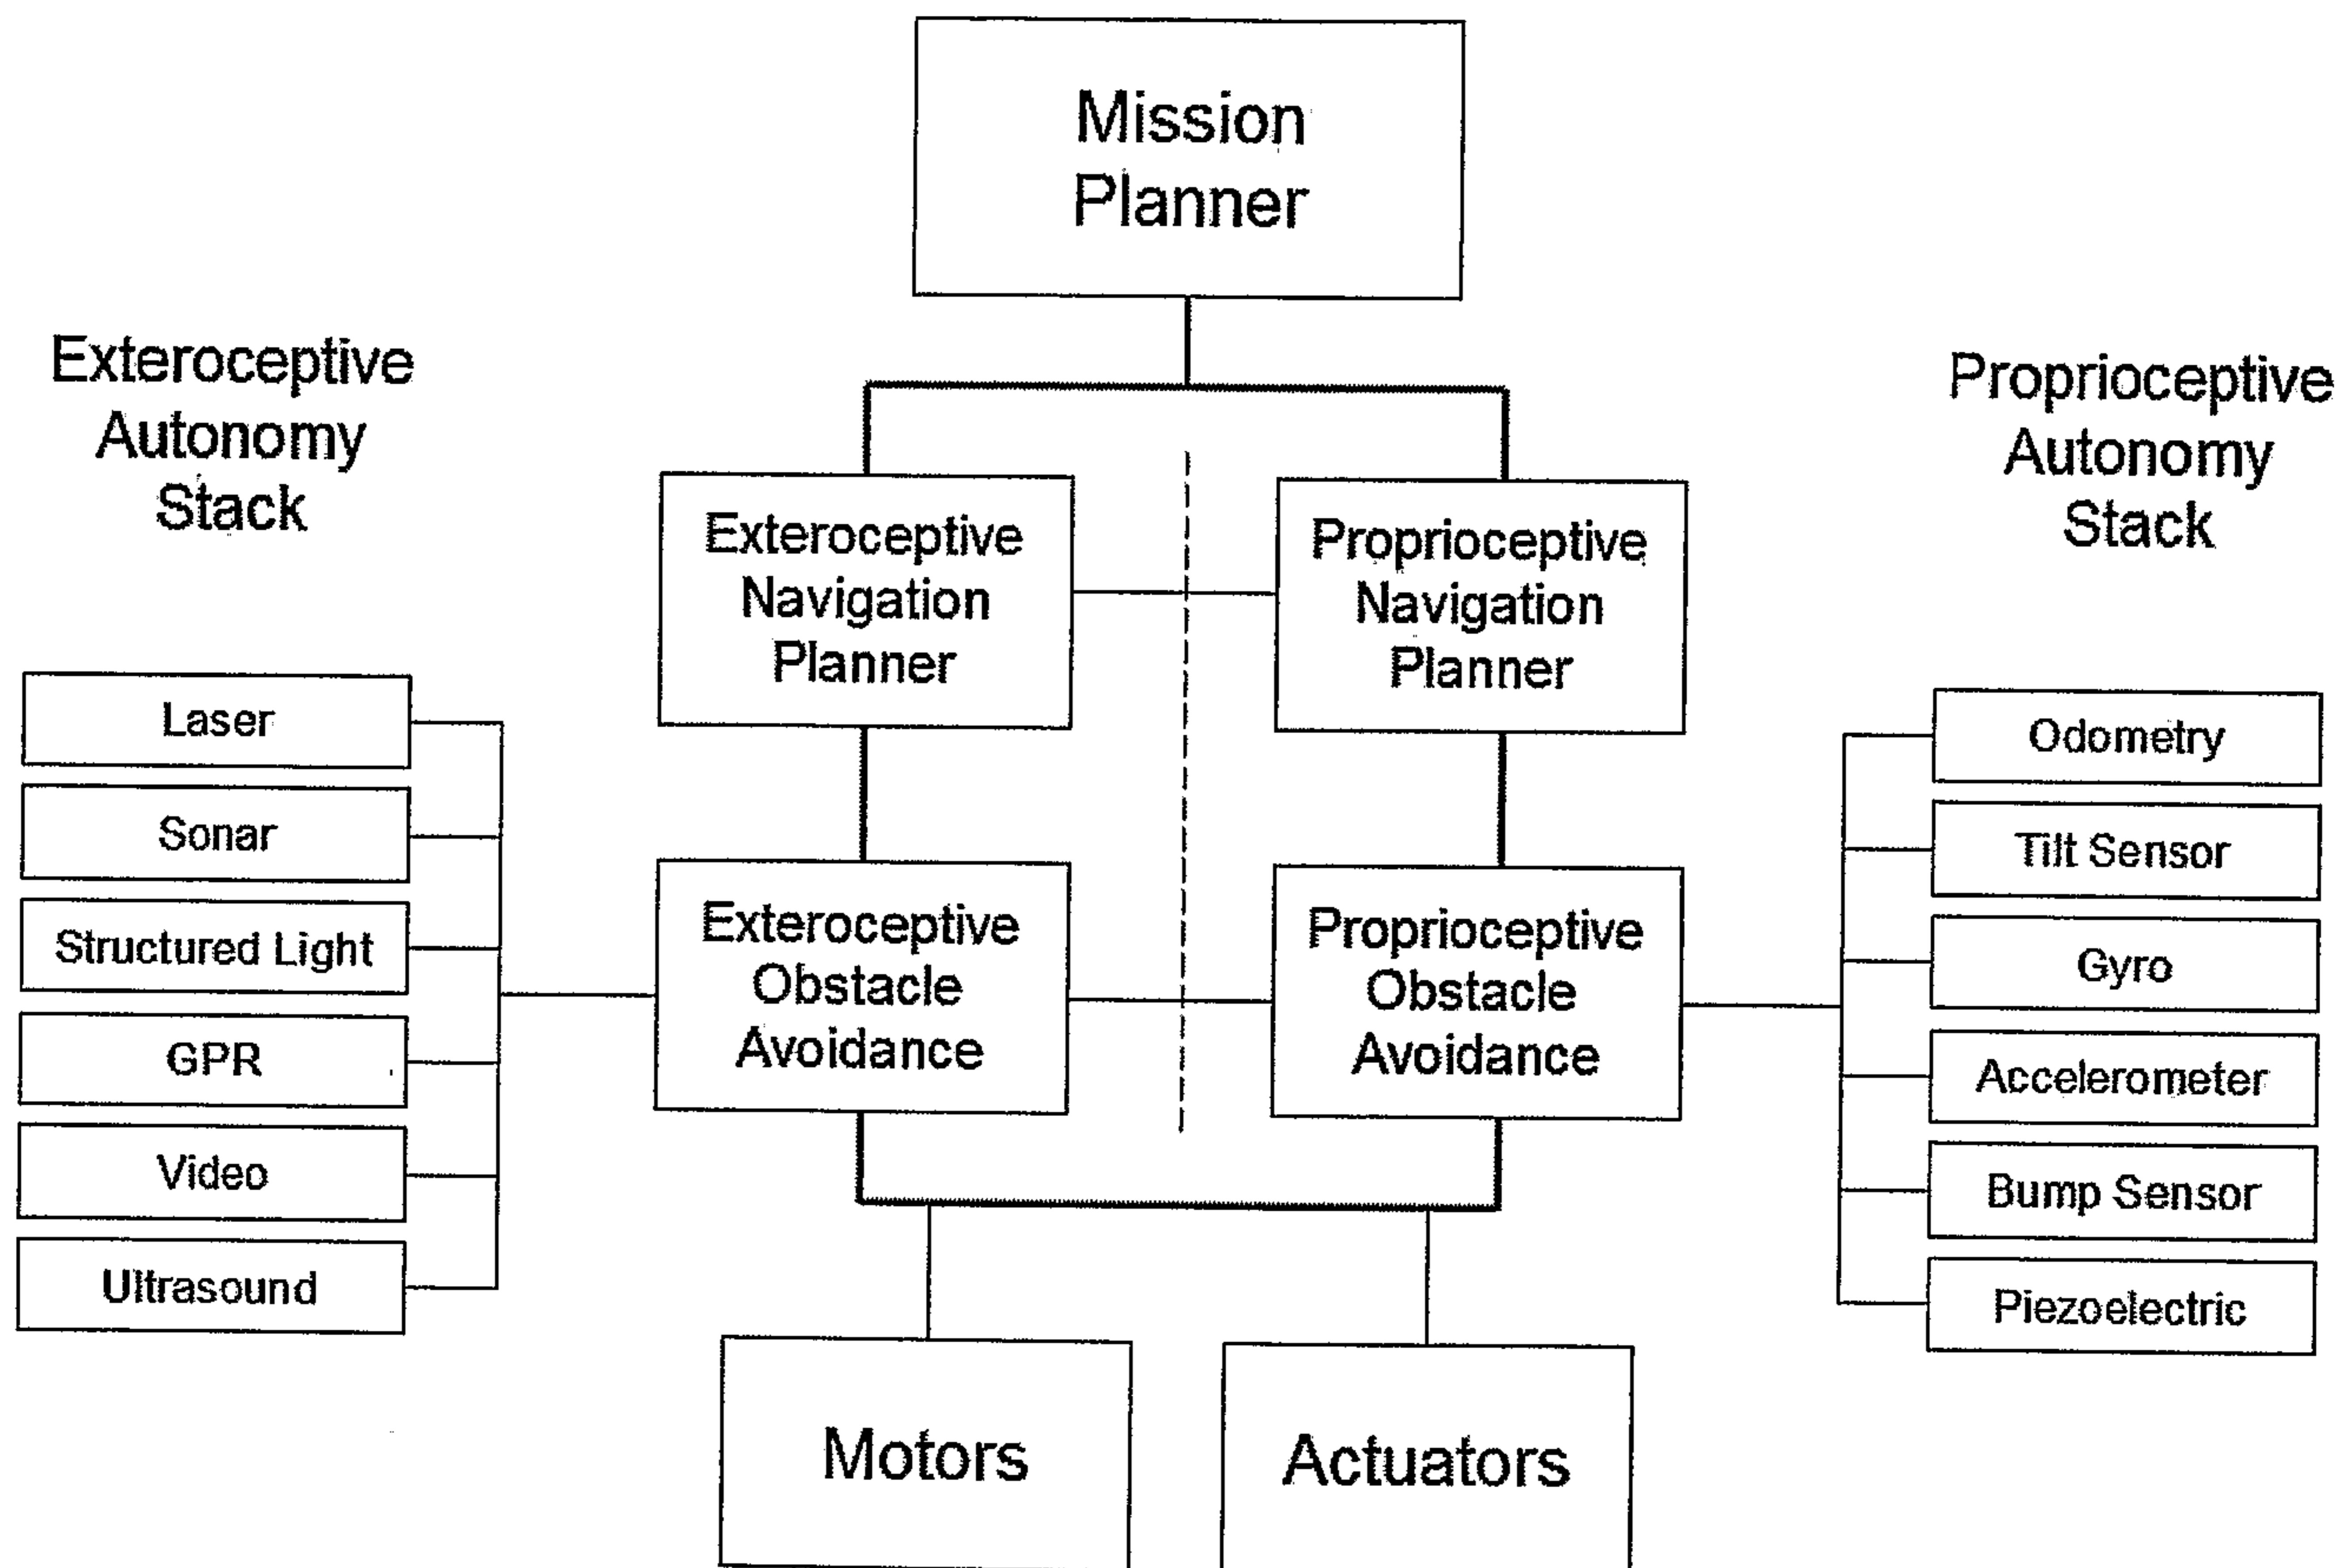 Mission
Planner
Exteroceptive
Autonomy
Stack
Proprioceptive
Autonomy
Stack
Exteroceptive
Navigation
Planner
Proprioceptive
Navigation
Planner
Laser
Sonar
Structured Light
GPR
Video
Ultrasound
Exteroceptive
Obstacle
Avoidance
Proprioceptive
Obstacle
Avoidance
Odometry
Tilt Sensor
Gyro
Accelerometer
Bump Sensor
Piezoelectric
Motors
Actuators